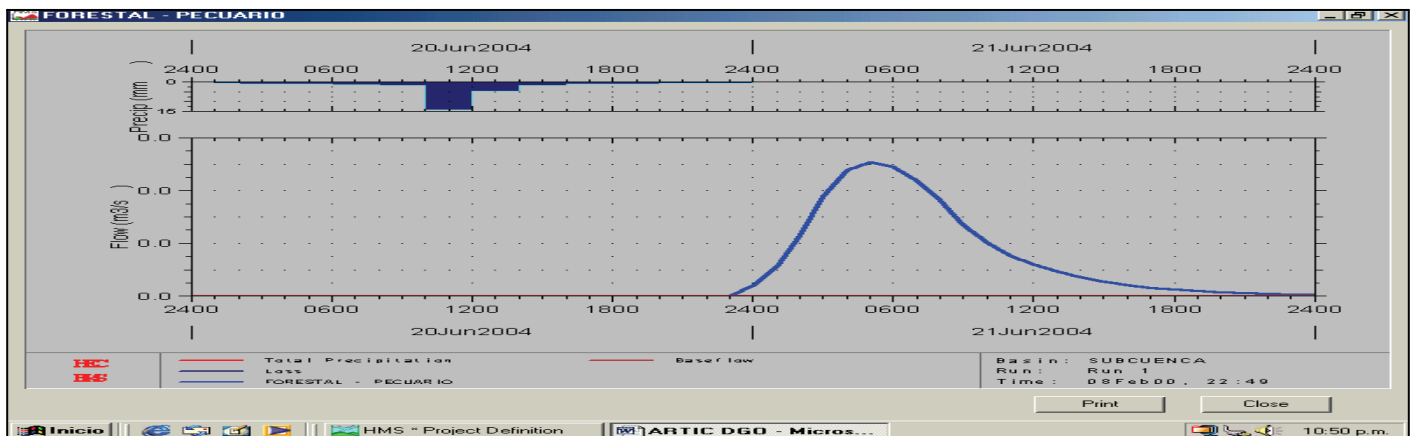 FORESTAL - PECUARIO
20Jun2004 21Jun2004
2400 0600 1200 1800 2400 0600 1200 1800 2400
Precip (mm)
0
16
Flow (m3/s)
0.0
0.0
0.0
0.0
2400 0600 1200 1800 2400 0600 1200 1800 2400
20Jun2004 21Jun2004
HEC
HMS
Total Precipitation
Loss
FORESTAL - PECUARIO
Baseflow
Basin: SUBCUENCA
Run: Run 1
Time: 08Feb00, 22:49
Print Close
Inicio HMS * Project Definition ARTIC DGO - Micros... 10:50 p.m.